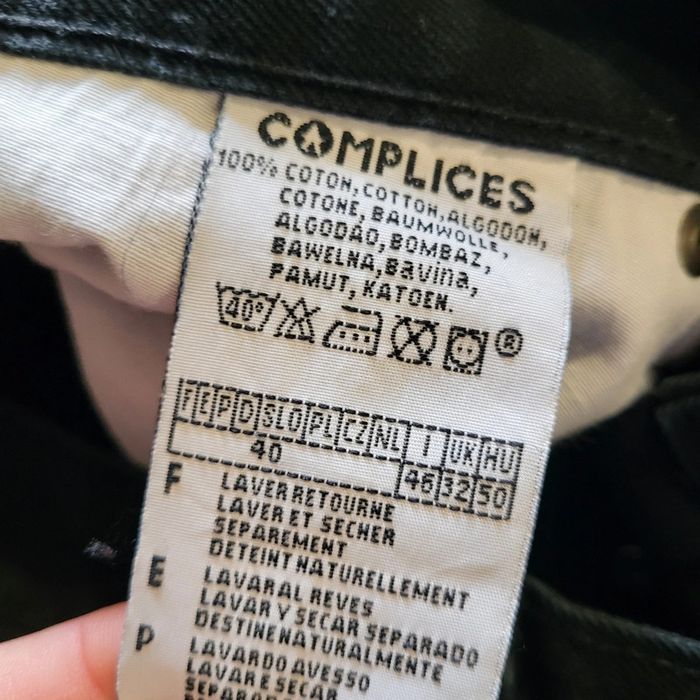 COMPLICES
100% COTON, COTTON, ALGODON,
COTONE, BAUMWOLLE,
ALGODÃO, BOMBAZ,
BAWELNA, Bavina,
PAMUT, KATOEN.
40° ®
F E P D SLO PL CZ NL I UK HU
40 46 32 50
F LAVER RETOURNE
LAVER ET SECHER
SEPAREMENT
DETEINT NATURELLEMENT
E LAVAR AL REVES
LAVAR Y SECAR SEPARADO
DESTINE NATURALMENTE
P LAVAR DO AVESSO
LAVAR E SECAR